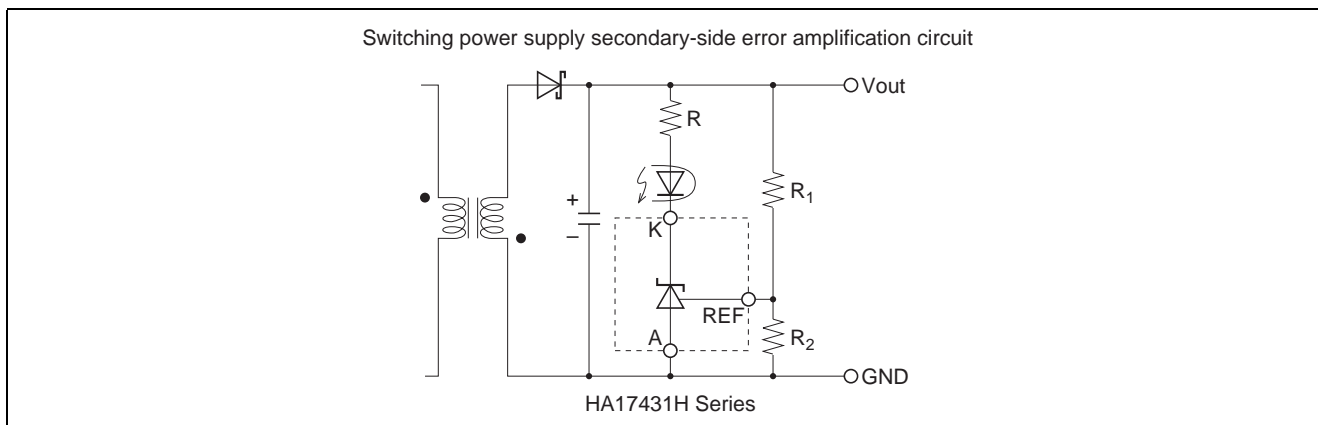 Switching power supply secondary-side error amplification circuit
Vout
R
R1
+
–
K
REF
A
R2
GND
HA17431H Series